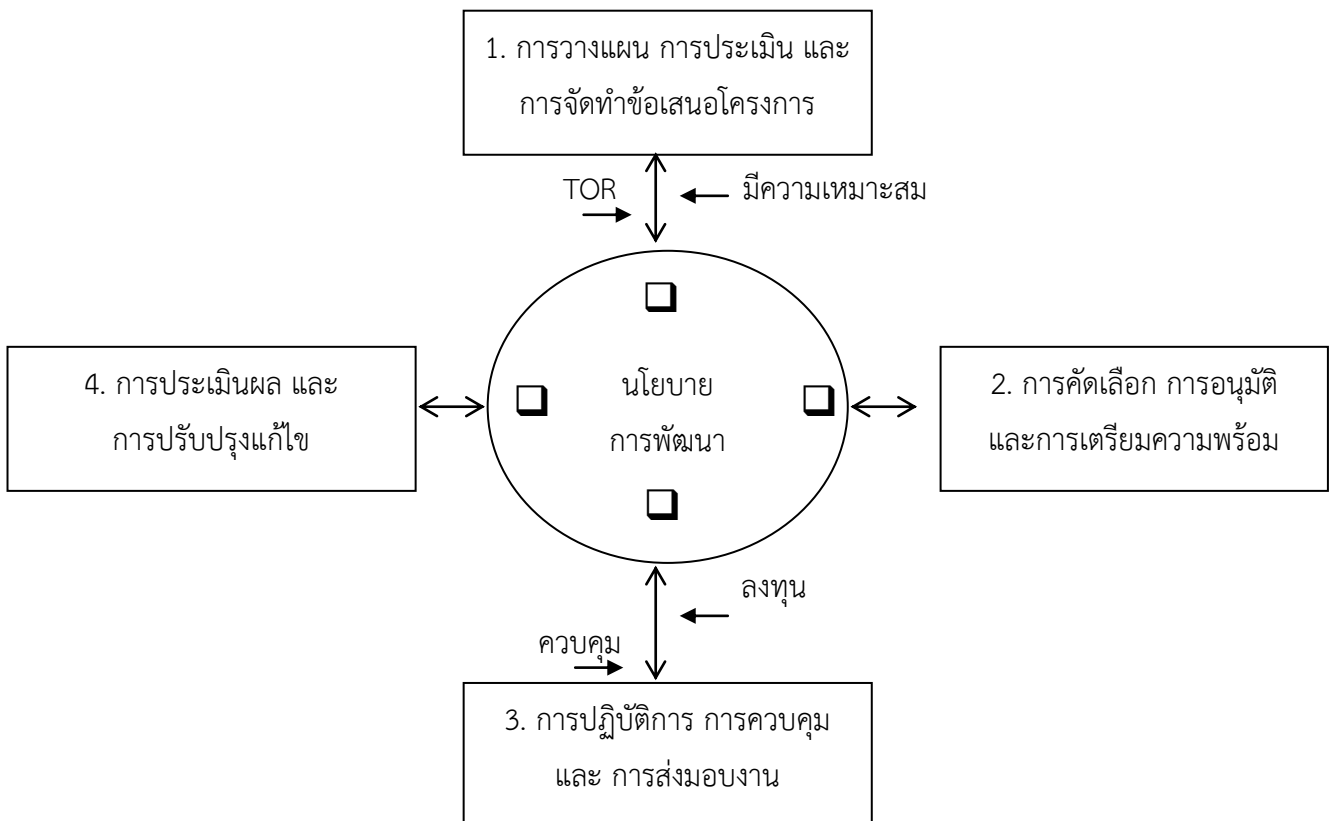 1. การวางแผน การประเมิน และ
การจัดทำข้อเสนอโครงการ
TOR
มีความเหมาะสม
4. การประเมินผล และ
การปรับปรุงแก้ไข
นโยบาย
การพัฒนา
2. การคัดเลือก การอนุมัติ
และการเตรียมความพร้อม
ลงทุน
ควบคุม
3. การปฏิบัติการ การควบคุม
และ การส่งมอบงาน